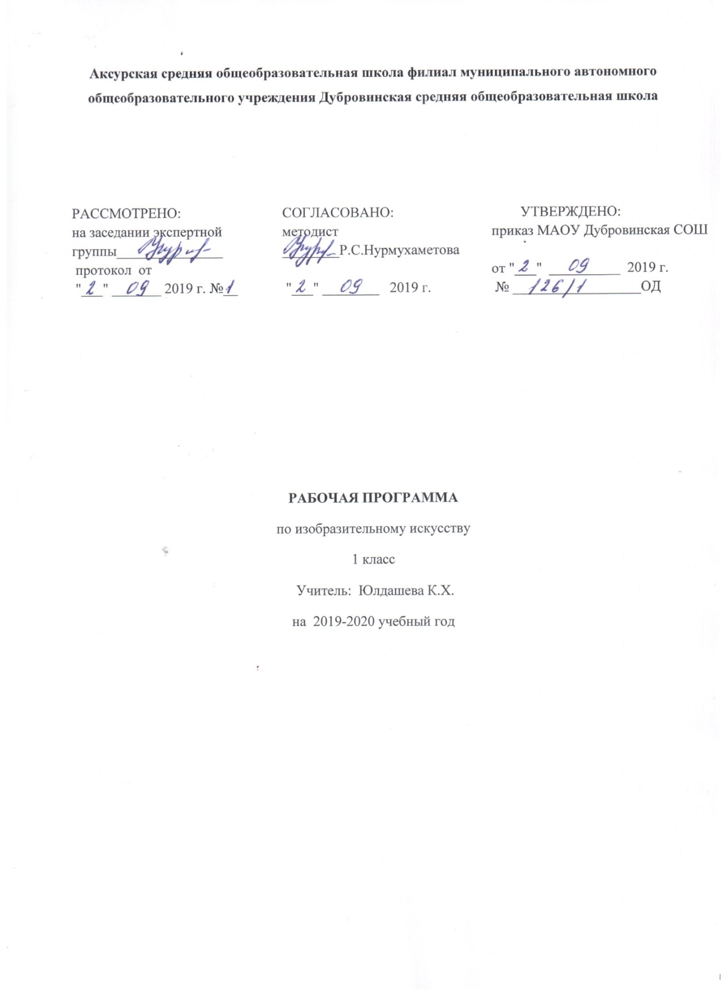 Аксурская средняя общеобразовательная школа филиал муниципального автономного
общеобразовательного учреждения Дубровинская средняя общеобразовательная школа
РАССМОТРЕНО:
на заседании экспертной
группы_______________
протокол от
"2" 09 2019 г. №1
СОГЛАСОВАНО:
методист
________Р.С.Нурмухаметова
"2" 09 2019 г.
УТВЕРЖДЕНО:
приказ МАОУ Дубровинская СОШ
от "2" 09 2019 г.
№ 126/1 ОД
РАБОЧАЯ ПРОГРАММА
по изобразительному искусству
1 класс
Учитель: Юлдашева К.Х.
на 2019-2020 учебный год